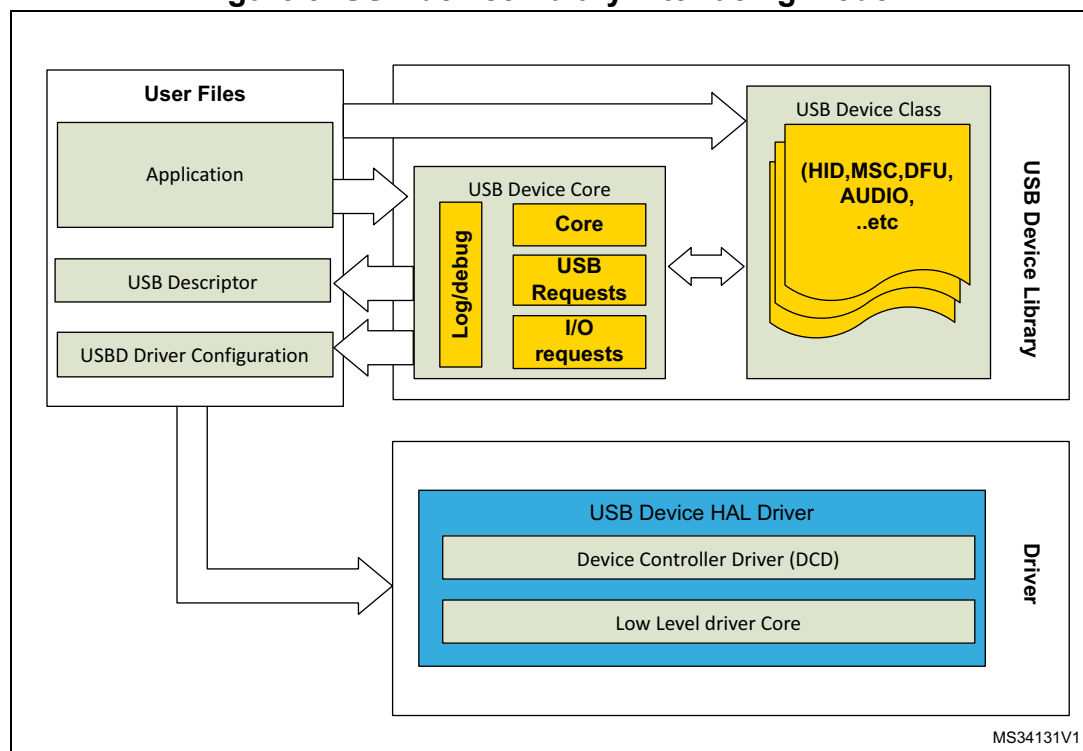 User Files
Application
USB Descriptor
USBD Driver Configuration
USB Device Core
Log/debug
Core
USB
Requests
I/O
requests
USB Device Class
(HID,MSC,DFU,
AUDIO,
..etc
USB Device Library
USB Device HAL Driver
Device Controller Driver (DCD)
Low Level driver Core
Driver
MS34131V1